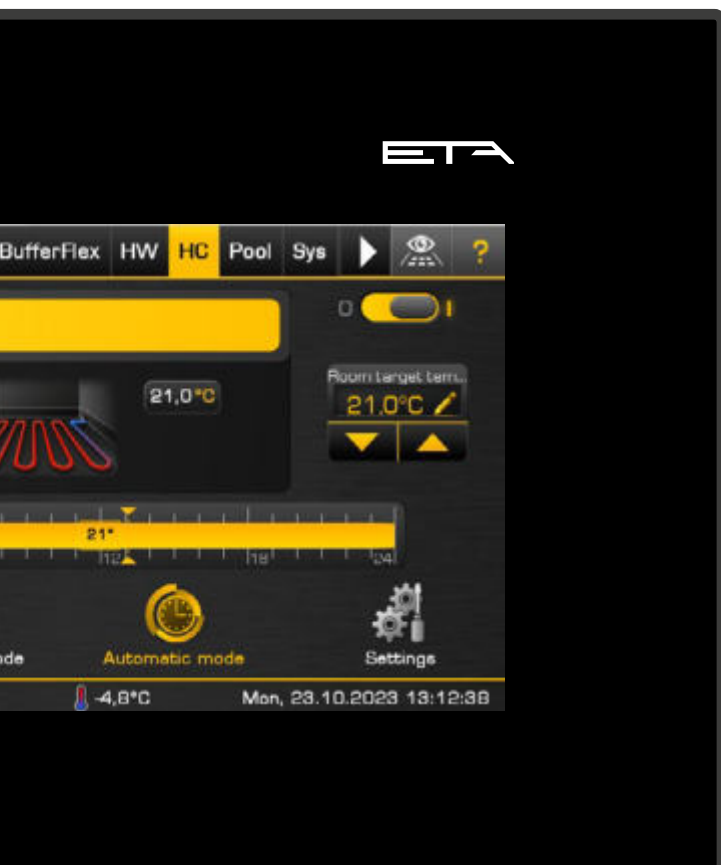 ETA
BufferFlex HW HC Pool Sys ?
0 I
Room target tem...
21,0°C
21,0°C
21°
12 18 24
ode Automatic mode Settings
-4,8°C Mon, 23.10.2023 13:12:38